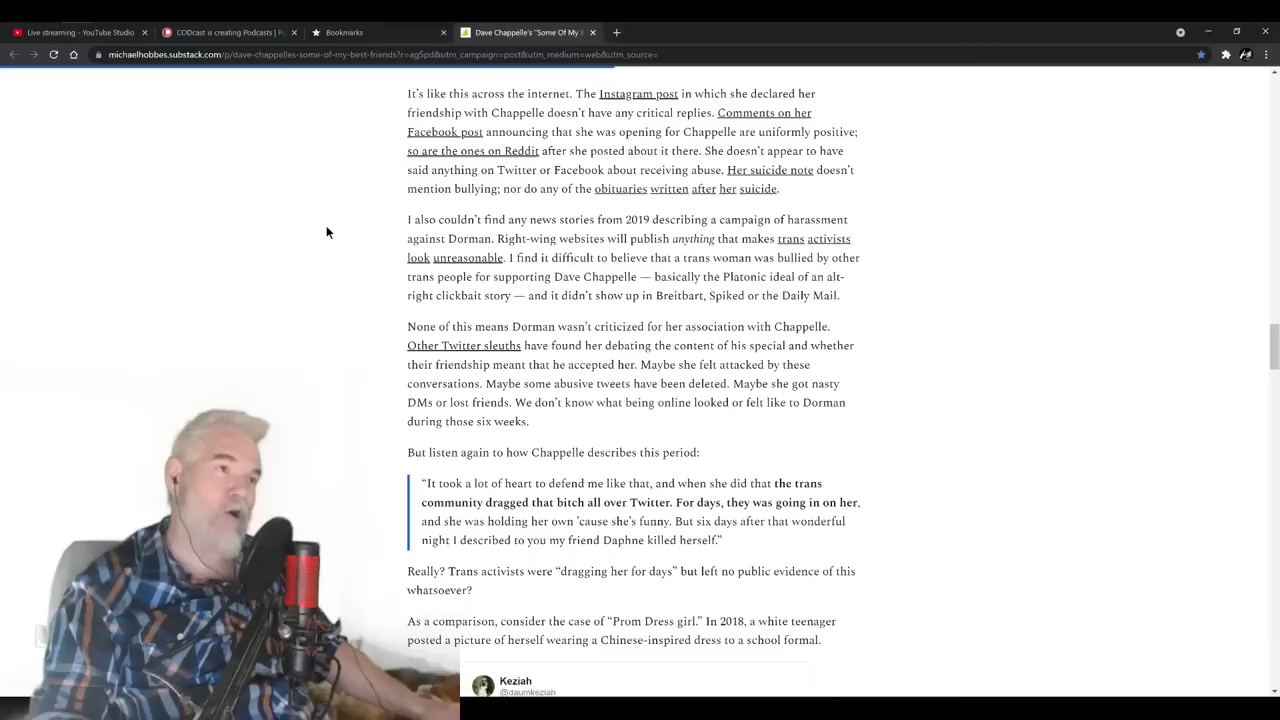 Live streaming - YouTube Studio
CODcast is creating Podcasts | P
Bookmarks
Dave Chappelle's "Some Of My B
michaelhobbes.substack.com/p/dave-chappelles-some-of-my-best-friends?r=ag5pd&utm_campaign=post&utm_medium=web&utm_source=
It's like this across the internet. The Instagram post in which she declared her
friendship with Chappelle doesn't have any critical replies. Comments on her
Facebook post announcing that she was opening for Chappelle are uniformly positive;
so are the ones on Reddit after she posted about it there. She doesn't appear to have
said anything on Twitter or Facebook about receiving abuse. Her suicide note doesn't
mention bullying; nor do any of the obituaries written after her suicide.
I also couldn't find any news stories from 2019 describing a campaign of harassment
against Dorman. Right-wing websites will publish anything that makes trans activists
look unreasonable. I find it difficult to believe that a trans woman was bullied by other
trans people for supporting Dave Chappelle — basically the Platonic ideal of an alt-
right clickbait story — and it didn't show up in Breitbart, Spiked or the Daily Mail.
None of this means Dorman wasn't criticized for her association with Chappelle.
Other Twitter sleuths have found her debating the content of his special and whether
their friendship meant that he accepted her. Maybe she felt attacked by these
conversations. Maybe some abusive tweets have been deleted. Maybe she got nasty
DMs or lost friends. We don't know what being online looked or felt like to Dorman
during those six weeks.
But listen again to how Chappelle describes this period:
"It took a lot of heart to defend me like that, and when she did that the trans
community dragged that bitch all over Twitter. For days, they was going in on her,
and she was holding her own 'cause she's funny. But six days after that wonderful
night I described to you my friend Daphne killed herself."
Really? Trans activists were "dragging her for days" but left no public evidence of this
whatsoever?
As a comparison, consider the case of "Prom Dress girl." In 2018, a white teenager
posted a picture of herself wearing a Chinese-inspired dress to a school formal.
Keziah
@daumkeziah